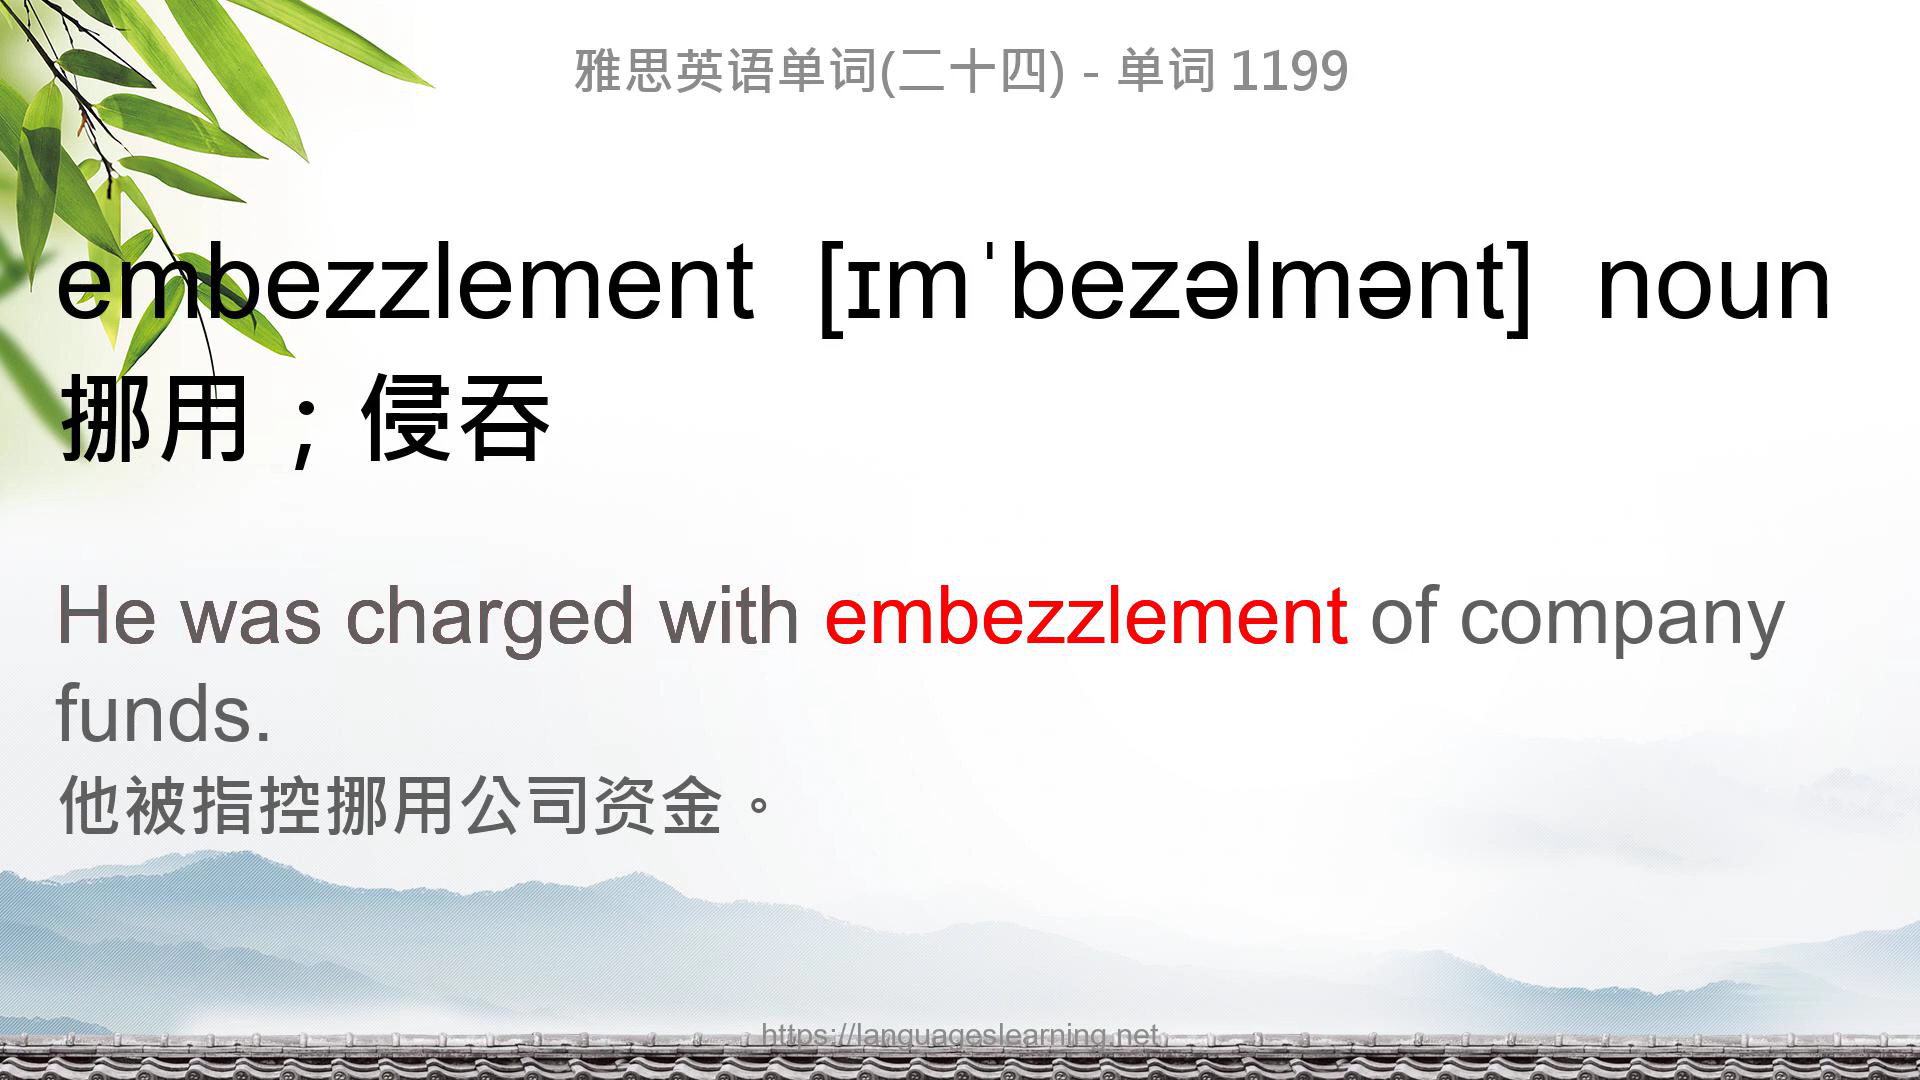 雅思英语单词(二十四) - 单词 1199
embezzlement [ɪmˈbezəlmənt] noun
挪用；侵吞
He was charged with embezzlement of company
funds.
他被指控挪用公司资金。
https://languageslearning.net